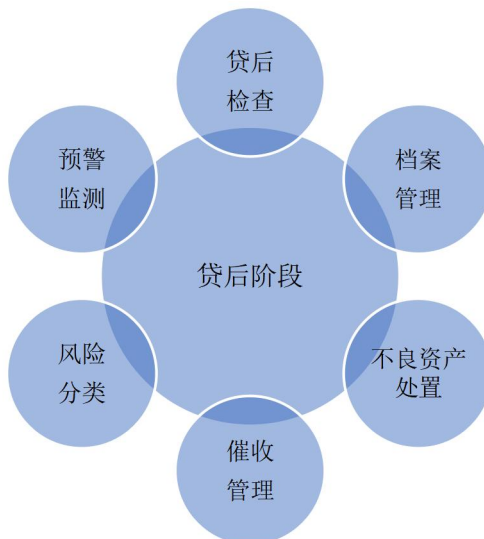 贷后
检查
预警
监测
档案
管理
贷后阶段
风险
分类
不良资产
处置
催收
管理